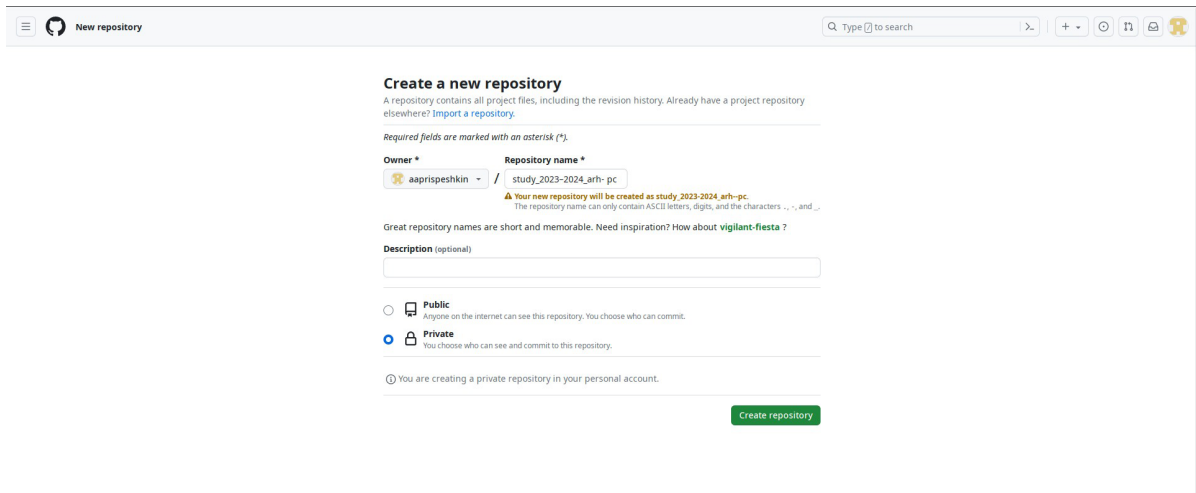 New repository
Type / to search
Create a new repository
A repository contains all project files, including the revision history. Already have a project repository
elsewhere? Import a repository.
Required fields are marked with an asterisk (*).
Owner * Repository name *
aaprispeshkin / study_2023–2024_arh- pc
Your new repository will be created as study_2023-2024_arh--pc.
The repository name can only contain ASCII letters, digits, and the characters ., -, and _.
Great repository names are short and memorable. Need inspiration? How about vigilant-fiesta ?
Description (optional)
Public
Anyone on the internet can see this repository. You choose who can commit.
Private
You choose who can see and commit to this repository.
You are creating a private repository in your personal account.
Create repository